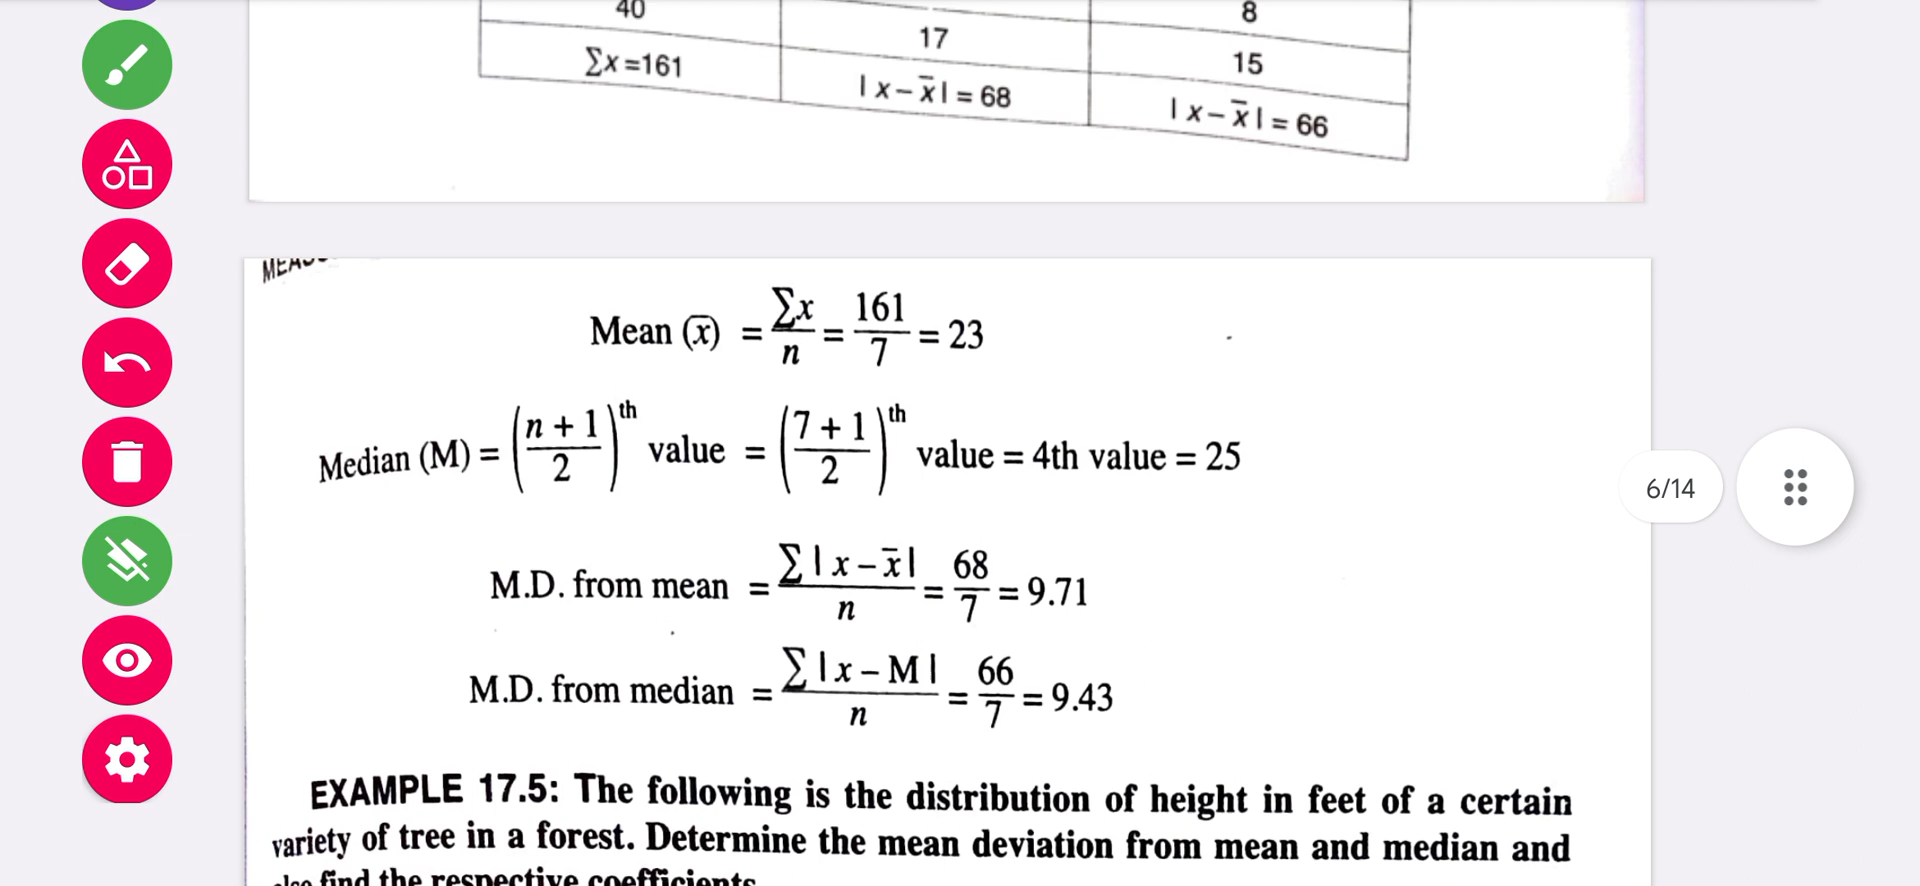 40 8
17
∑x=161 15
| x – x̄ | = 68
| x – x̄ | = 66
Mean (x̄) = ∑x/n = 161/7 = 23
Median (M) = ((n + 1)/2)th value = ((7 + 1)/2)th value = 4th value = 25
6/14
M.D. from mean = ∑ | x – x̄ |/n = 68/7 = 9.71
M.D. from median = ∑ | x – M |/n = 66/7 = 9.43
EXAMPLE 17.5: The following is the distribution of height in feet of a certain
variety of tree in a forest. Determine the mean deviation from mean and median and
also find the respective coefficients